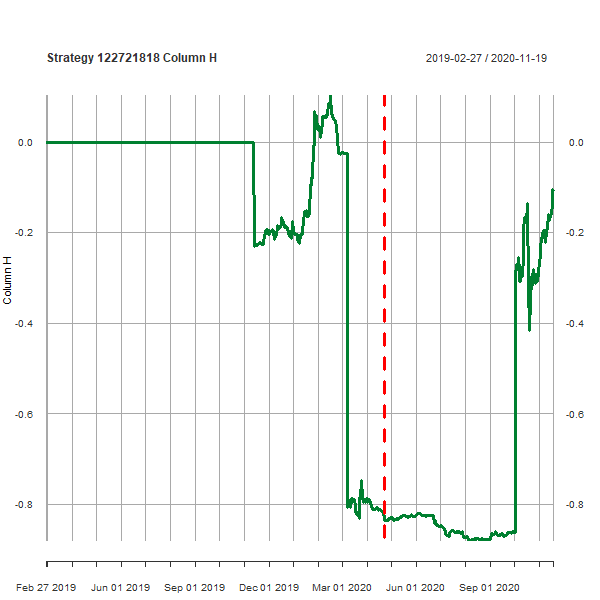 Strategy 122721818 Column H
2019-02-27 / 2020-11-19
0.0
0.0
-0.2
-0.2
Column H
-0.4
-0.4
-0.6
-0.6
-0.8
-0.8
Feb 27 2019
Jun 01 2019
Sep 01 2019
Dec 01 2019
Mar 01 2020
Jun 01 2020
Sep 01 2020